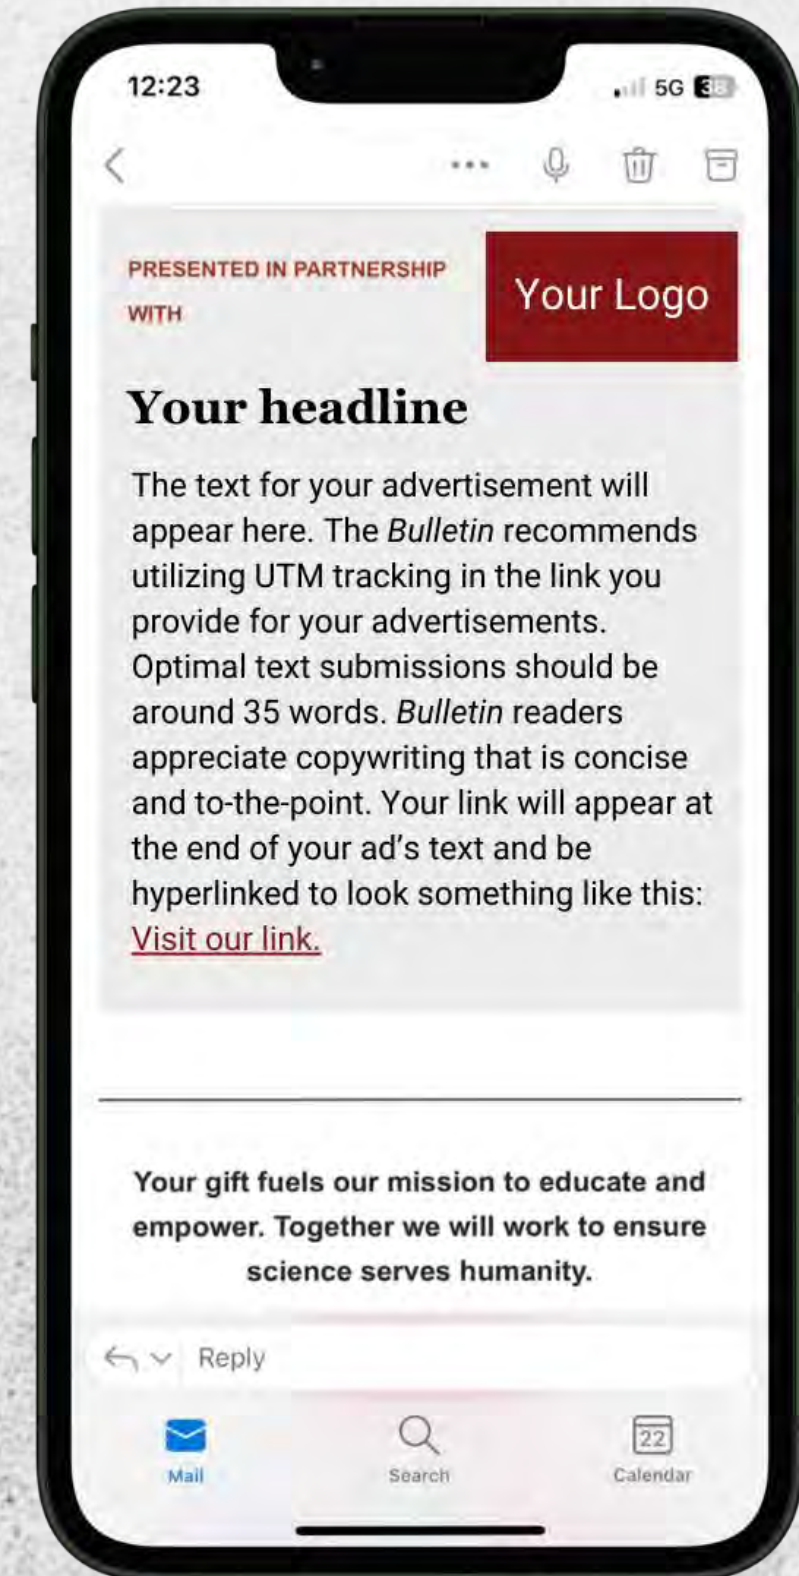 12:23
5G 38
PRESENTED IN PARTNERSHIP
WITH
Your Logo
Your headline
The text for your advertisement will
appear here. The Bulletin recommends
utilizing UTM tracking in the link you
provide for your advertisements.
Optimal text submissions should be
around 35 words. Bulletin readers
appreciate copywriting that is concise
and to-the-point. Your link will appear at
the end of your ad's text and be
hyperlinked to look something like this:
Visit our link.
Your gift fuels our mission to educate and
empower. Together we will work to ensure
science serves humanity.
Reply
22
Mail
Search
Calendar